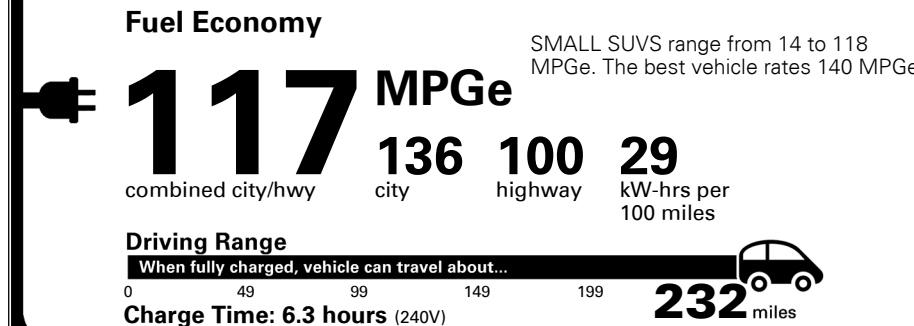 Fuel Economy
SMALL SUVS range from 14 to 118
MPGe. The best vehicle rates 140 MPGe
117 MPGe
combined city/hwy
136 city
100 highway
29 kW-hrs per
100 miles
Driving Range
When fully charged, vehicle can travel about...
0 49 99 149 199 232 miles
Charge Time: 6.3 hours (240V)